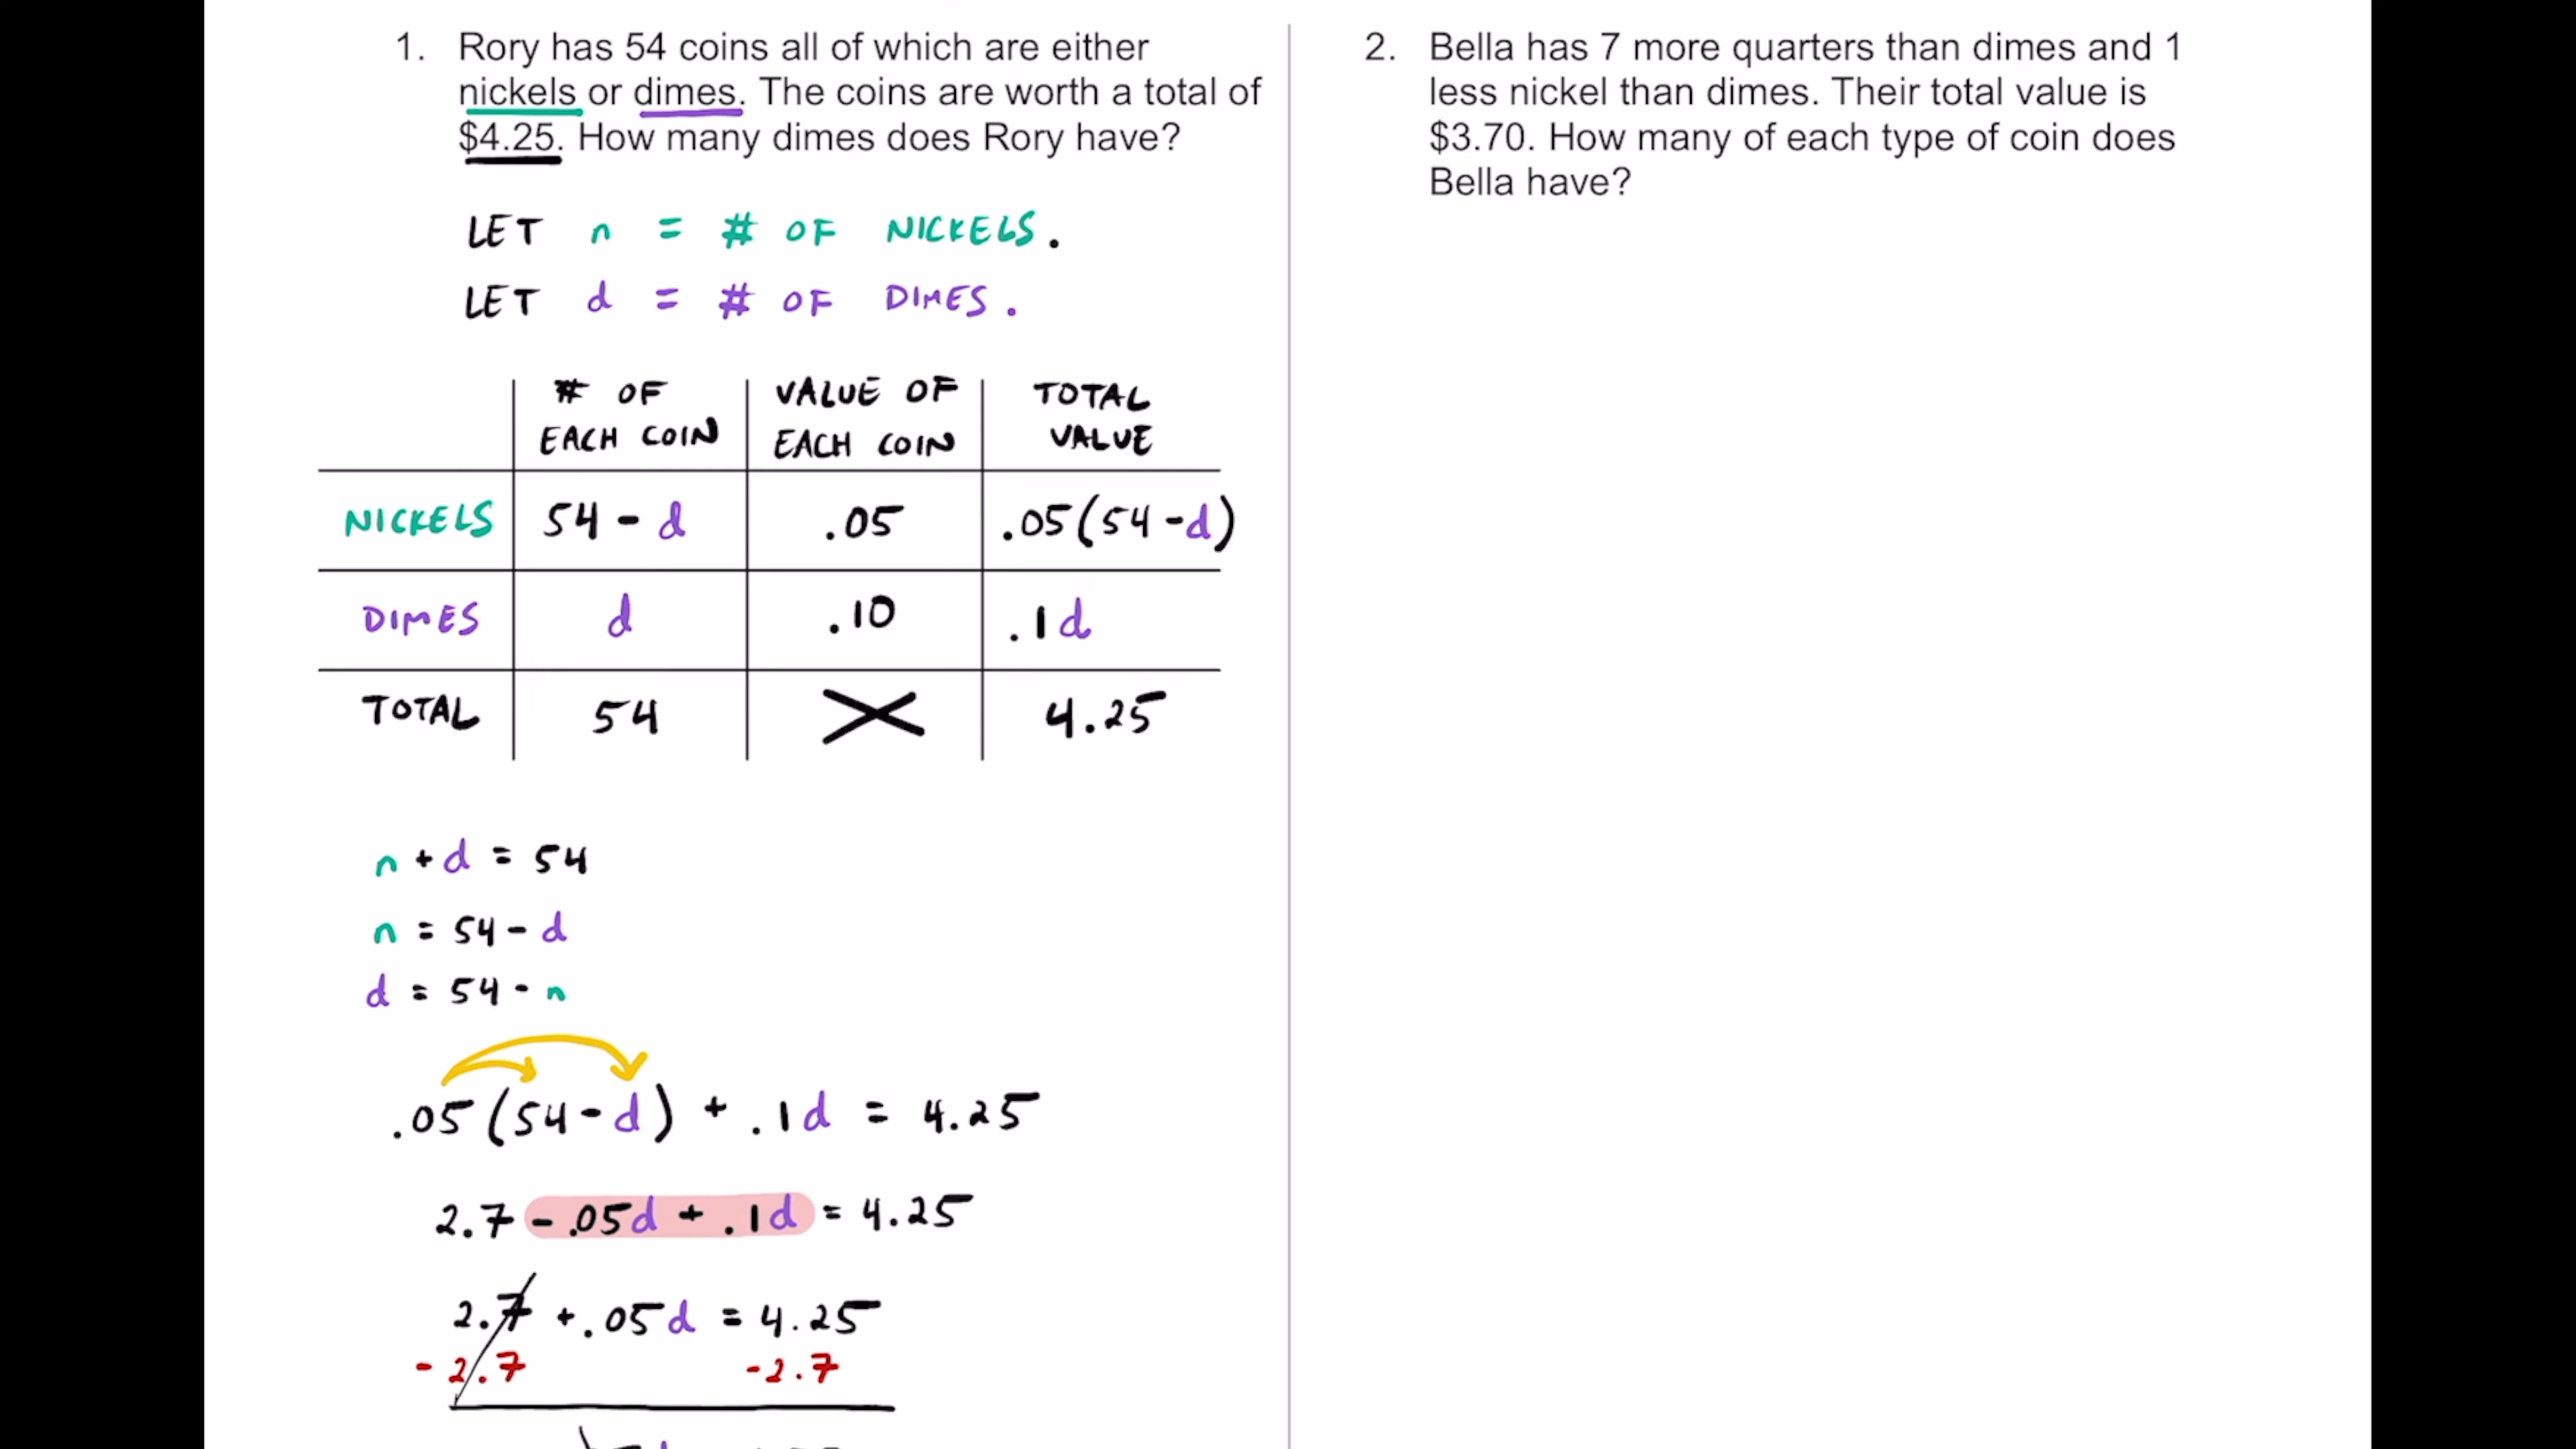 1. Rory has 54 coins all of which are either
nickels or dimes. The coins are worth a total of
$4.25. How many dimes does Rory have?
LET n = # OF NICKELS.
LET d = # OF DIMES.
# OF EACH COIN
VALUE OF EACH COIN
TOTAL VALUE
NICKELS 54 - d .05 .05(54-d)
DIMES d .10 .1d
TOTAL 54 X 4.25
n + d = 54
n = 54 - d
d = 54 - n
.05(54-d) + .1d = 4.25
2.7 - .05d + .1d = 4.25
2.7 + .05d = 4.25
- 2.7 -2.7
2. Bella has 7 more quarters than dimes and 1
less nickel than dimes. Their total value is
$3.70. How many of each type of coin does
Bella have?